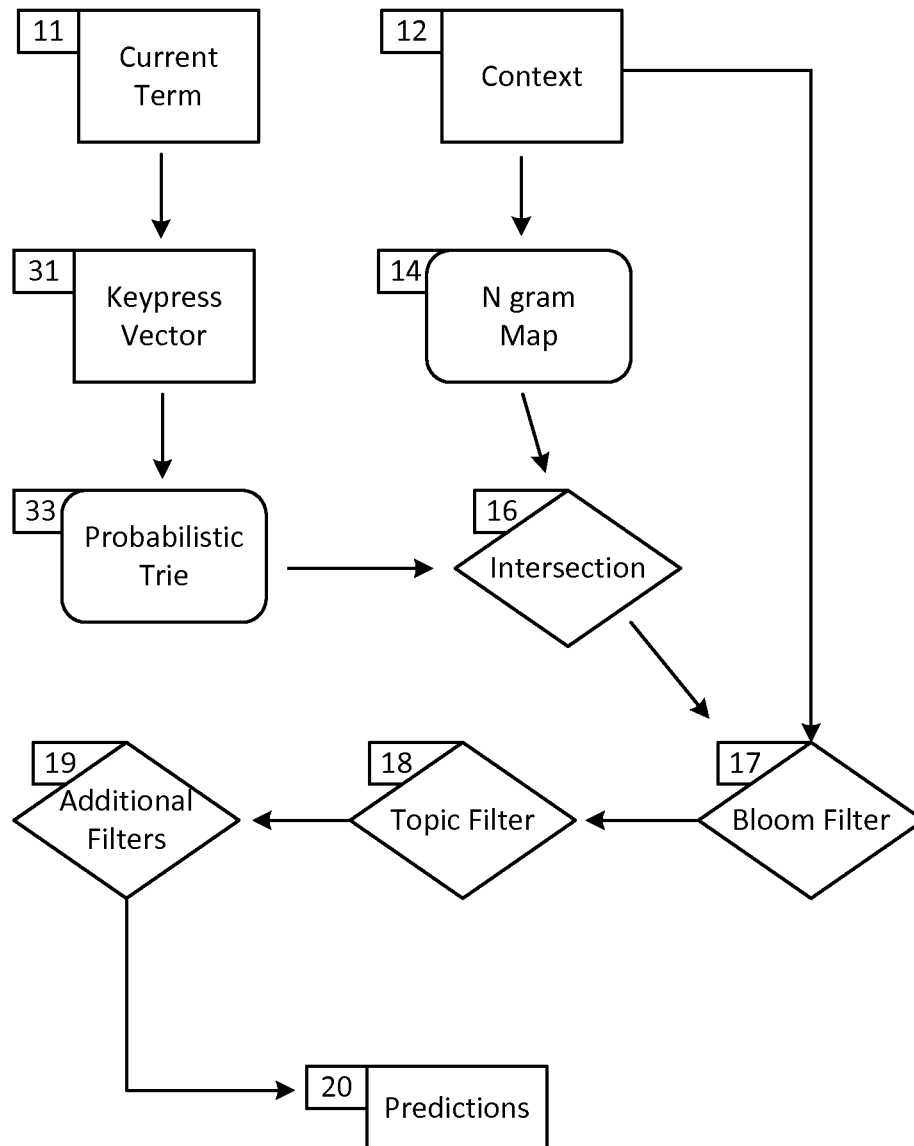 11
Current
Term
12
Context
31
Keypress
Vector
14
N gram
Map
33
Probabilistic
Trie
16
Intersection
19
Additional
Filters
18
Topic Filter
17
Bloom Filter
20
Predictions